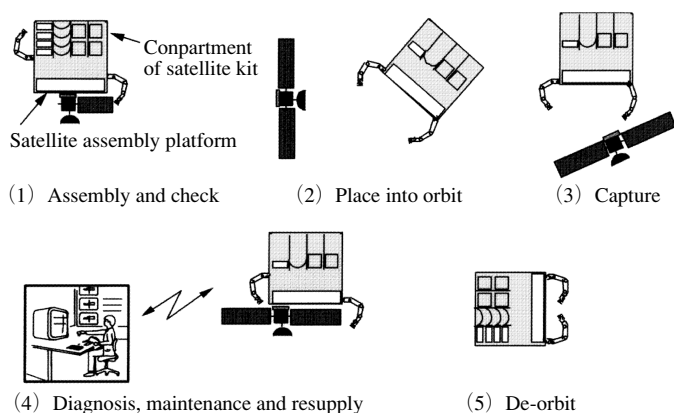 Conpartment
of satellite kit
Satellite assembly platform
(1) Assembly and check
(2) Place into orbit
(3) Capture
(4) Diagnosis, maintenance and resupply
(5) De-orbit